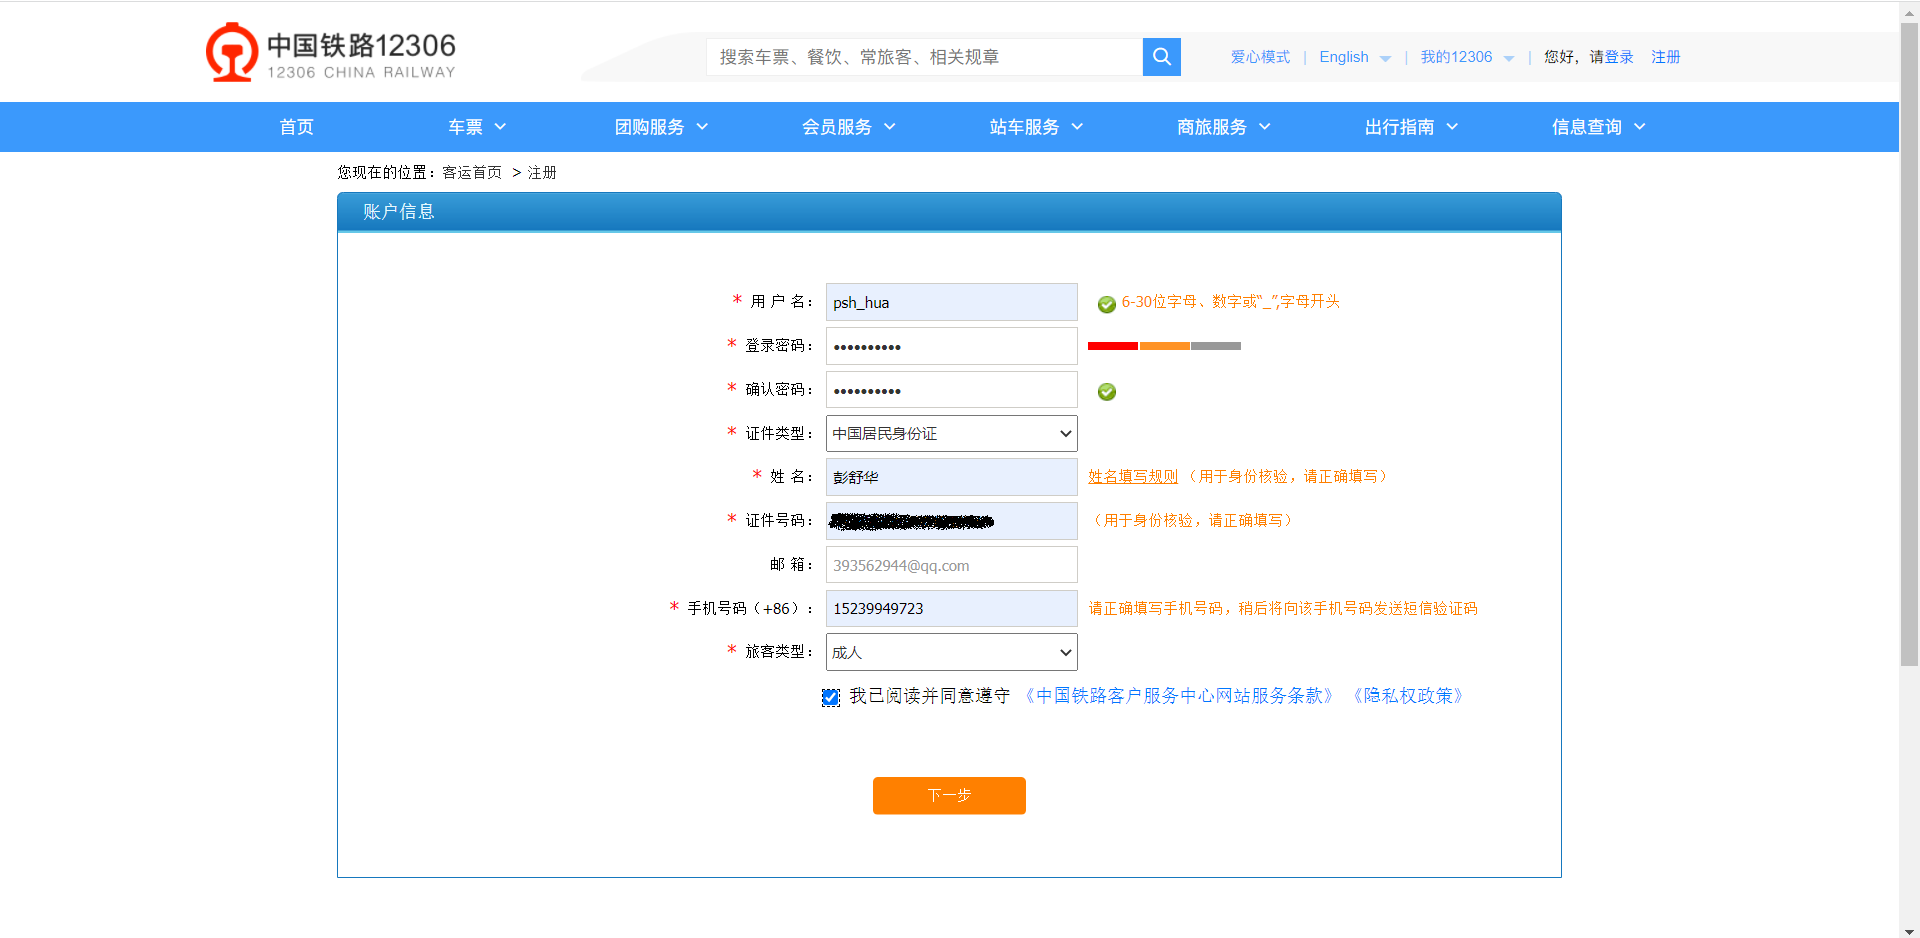 中国铁路12306
12306 CHINA RAILWAY
搜索车票、餐饮、常旅客、相关规章
爱心模式 | English | 我的12306 | 您好，请登录 注册
首页 车票 团购服务 会员服务 站车服务 商旅服务 出行指南 信息查询
您现在的位置：客运首页 > 注册
账户信息
* 用 户 名： psh_hua 6-30位字母、数字或“_”,字母开头
* 登录密码： ••••••••••
* 确认密码： ••••••••••
* 证件类型： 中国居民身份证
* 姓 名： 彭舒华 姓名填写规则（用于身份核验，请正确填写）
* 证件号码： （用于身份核验，请正确填写）
邮 箱： 393562944@qq.com
* 手机号码（+86）： 15239949723 请正确填写手机号码，稍后将向该手机号码发送短信验证码
* 旅客类型： 成人
我已阅读并同意遵守 《中国铁路客户服务中心网站服务条款》 《隐私权政策》
下一步